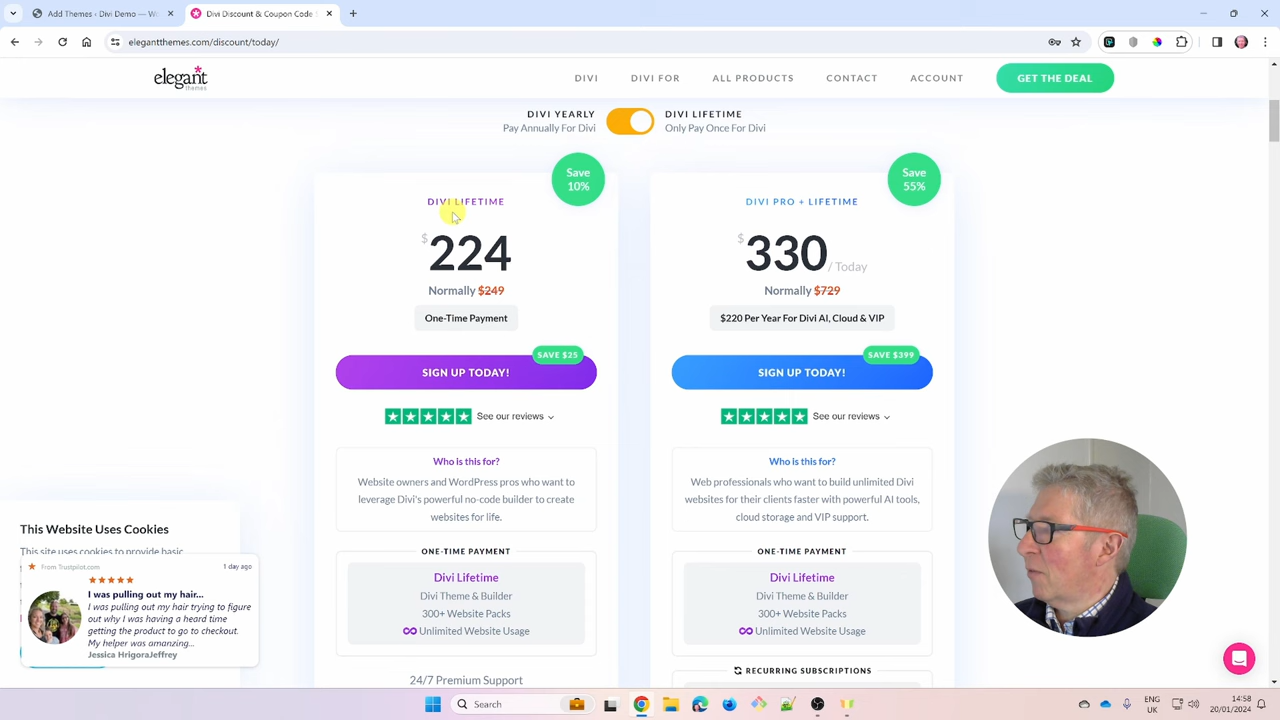 Add Themes ‹ Divi Demo — Wo
Divi Discount & Coupon Code
elegantthemes.com/discount/today/
elegant
themes
DIVI
DIVI FOR
ALL PRODUCTS
CONTACT
ACCOUNT
GET THE DEAL
DIVI YEARLY
Pay Annually For Divi
DIVI LIFETIME
Only Pay Once For Divi
Save
10%
DIVI LIFETIME
$224
Normally $249
One-Time Payment
SAVE $25
SIGN UP TODAY!
See our reviews
Who is this for?
Website owners and WordPress pros who want to
leverage Divi's powerful no-code builder to create
websites for life.
ONE-TIME PAYMENT
Divi Lifetime
Divi Theme & Builder
300+ Website Packs
Unlimited Website Usage
24/7 Premium Support
Save
55%
DIVI PRO + LIFETIME
$330/ Today
Normally $729
$220 Per Year For Divi AI, Cloud & VIP
SAVE $399
SIGN UP TODAY!
See our reviews
Who is this for?
Web professionals who want to build unlimited Divi
websites for their clients faster with powerful AI tools,
cloud storage and VIP support.
ONE-TIME PAYMENT
Divi Lifetime
Divi Theme & Builder
300+ Website Packs
Unlimited Website Usage
RECURRING SUBSCRIPTIONS
This Website Uses Cookies
This site uses cookies to provide basic
From Trustpilot.com
1 day ago
I was pulling out my hair...
I was pulling out my hair trying to figure
out why I was having a heard time
getting the product to go to checkout.
My helper was amanzing...
Jessica HrigoraJeffrey
Search
ENG
UK
14:58
20/01/2024